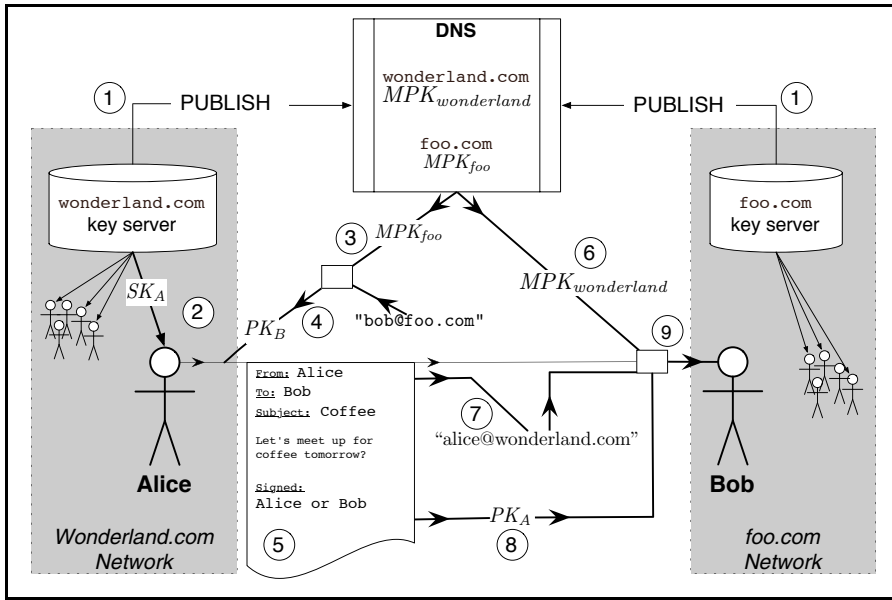 DNS
wonderland.com
MPK_wonderland
foo.com
MPK_foo
1
PUBLISH
PUBLISH
1
wonderland.com
key server
foo.com
key server
SK_A
2
3
MPK_foo
6
MPK_wonderland
PK_B
4
"bob@foo.com"
9
From: Alice
To: Bob
Subject: Coffee
Let's meet up for
coffee tomorrow?
Signed:
Alice or Bob
5
7
“alice@wonderland.com”
PK_A
8
Alice
Bob
Wonderland.com
Network
foo.com
Network